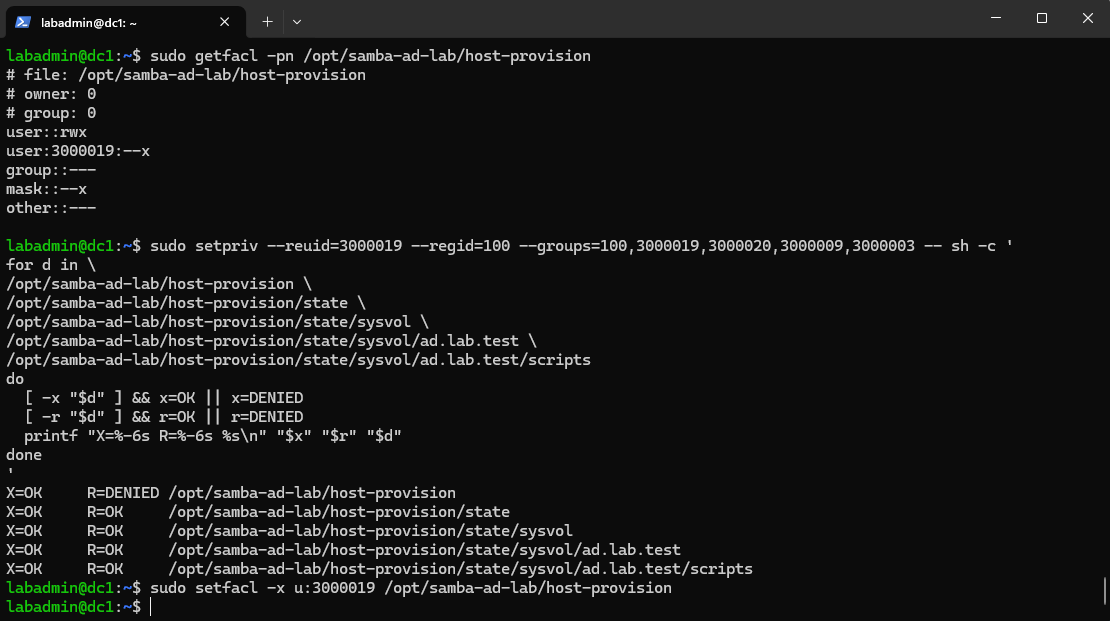 labadmin@dc1: ~
labadmin@dc1:~$ sudo getfacl -pn /opt/samba-ad-lab/host-provision
# file: /opt/samba-ad-lab/host-provision
# owner: 0
# group: 0
user::rwx
user:3000019:--x
group::---
mask::--x
other::---
labadmin@dc1:~$ sudo setpriv --reuid=3000019 --regid=100 --groups=100,3000019,3000020,3000009,3000003 -- sh -c '
for d in \
/opt/samba-ad-lab/host-provision \
/opt/samba-ad-lab/host-provision/state \
/opt/samba-ad-lab/host-provision/state/sysvol \
/opt/samba-ad-lab/host-provision/state/sysvol/ad.lab.test \
/opt/samba-ad-lab/host-provision/state/sysvol/ad.lab.test/scripts
do
  [ -x "$d" ] && x=OK || x=DENIED
  [ -r "$d" ] && r=OK || r=DENIED
  printf "X=%-6s R=%-6s %s\n" "$x" "$r" "$d"
done
'
X=OK     R=DENIED /opt/samba-ad-lab/host-provision
X=OK     R=OK     /opt/samba-ad-lab/host-provision/state
X=OK     R=OK     /opt/samba-ad-lab/host-provision/state/sysvol
X=OK     R=OK     /opt/samba-ad-lab/host-provision/state/sysvol/ad.lab.test
X=OK     R=OK     /opt/samba-ad-lab/host-provision/state/sysvol/ad.lab.test/scripts
labadmin@dc1:~$ sudo setfacl -x u:3000019 /opt/samba-ad-lab/host-provision
labadmin@dc1:~$